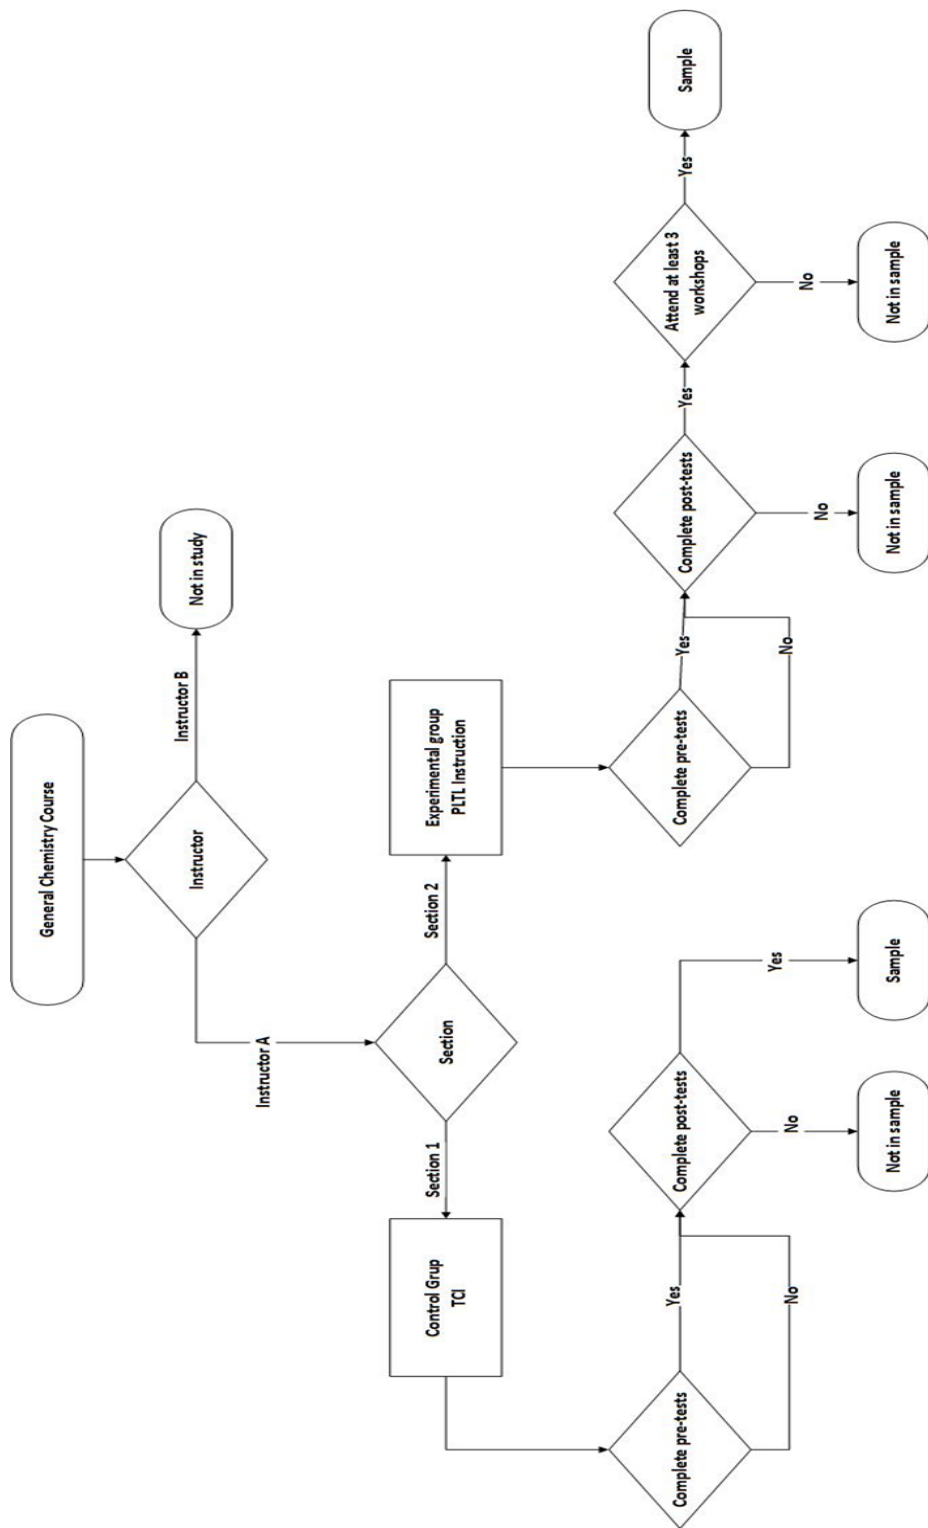 General Chemistry Course
Instructor
Instructor B
Not in study
Instructor A
Section
Section 1
Section 2
Control Grup
TCI
Experimental group
PLTL Instruction
Complete pre-tests
Yes
No
Complete post-tests
No
Not in sample
Yes
Sample
Complete pre-tests
Yes
No
Complete post-tests
No
Not in sample
Yes
Attend at least 3
workshops
No
Not in sample
Yes
Sample